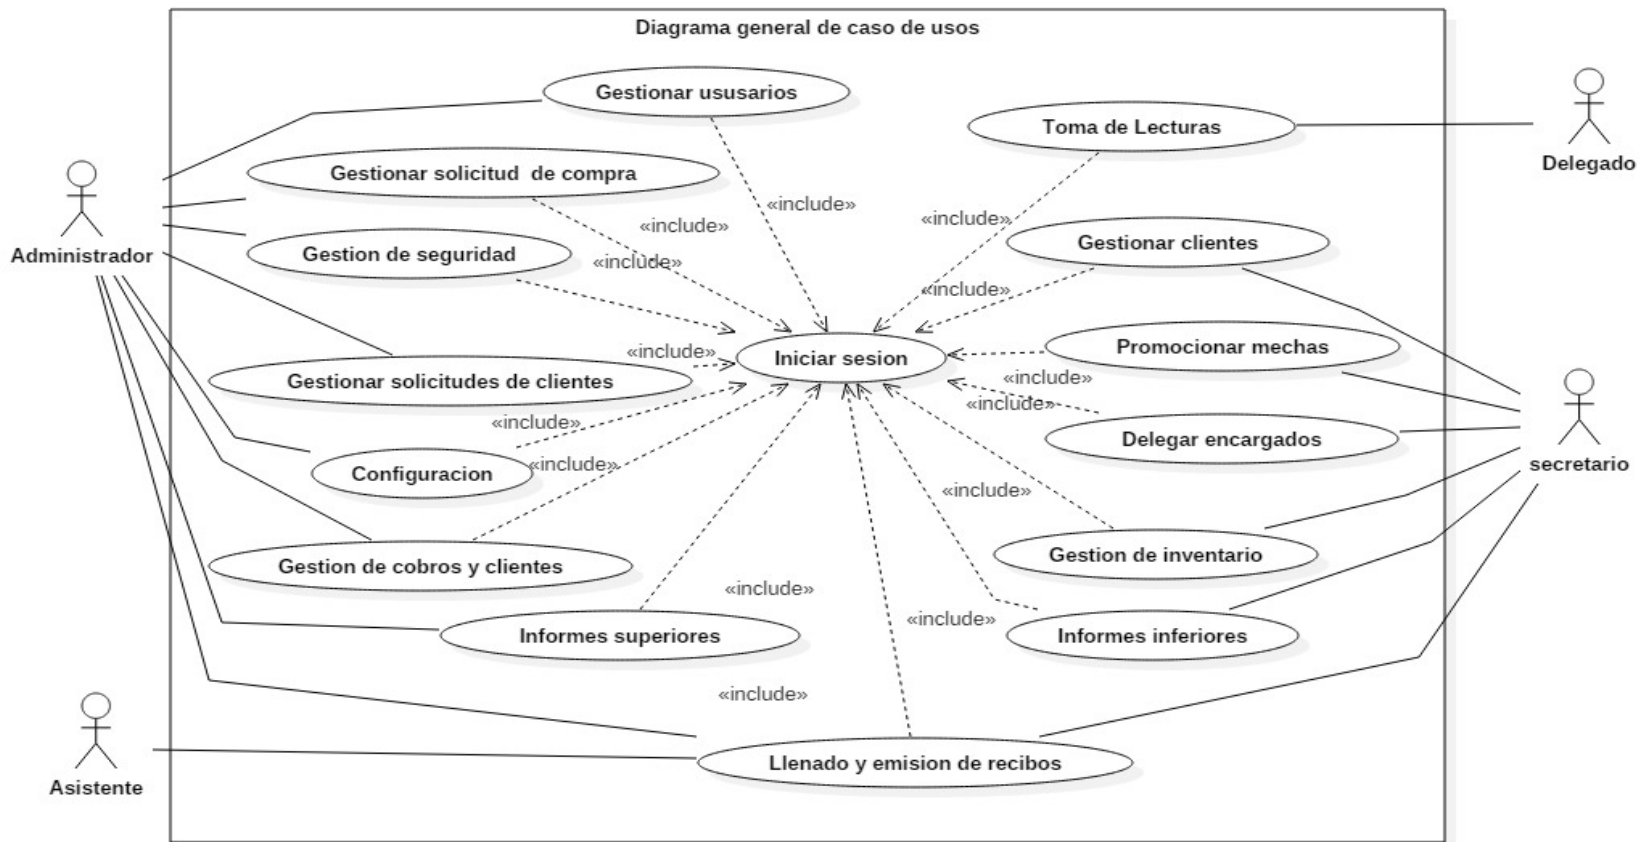 Diagrama general de caso de usos
Gestionar ususarios
Toma de Lecturas
Delegado
Gestionar solicitud de compra
«include»
«include»
«include»
Gestionar clientes
Administrador
Gestion de seguridad
«include»
«include»
Iniciar sesion
Promocionar mechas
«include»
Gestionar solicitudes de clientes
«include»
«include»
«include»
Delegar encargados
secretario
Configuracion
«include»
«include»
Gestion de inventario
Gestion de cobros y clientes
«include»
«include»
Informes superiores
Informes inferiores
«include»
Asistente
Llenado y emision de recibos